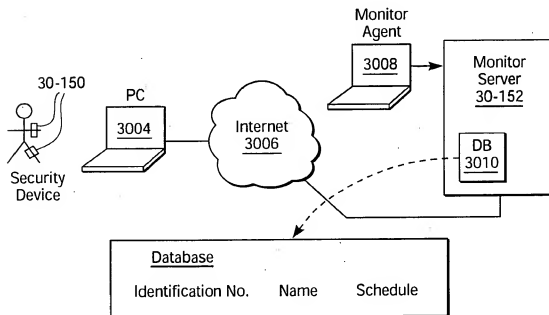 30-150
Security
Device
PC
3004
Internet
3006
Monitor
Agent
3008
Monitor
Server
30-152
DB
3010
Database
Identification No. Name Schedule